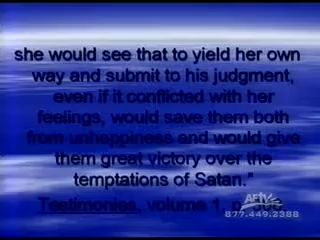 she would see that to yield her own
way and submit to his judgment,
even if it conflicted with her
feelings, would save them both
from unhappiness and would give
them great victory over the
temptations of Satan."
Testimonies, volume 1, p.
AFTV
877.449.2388